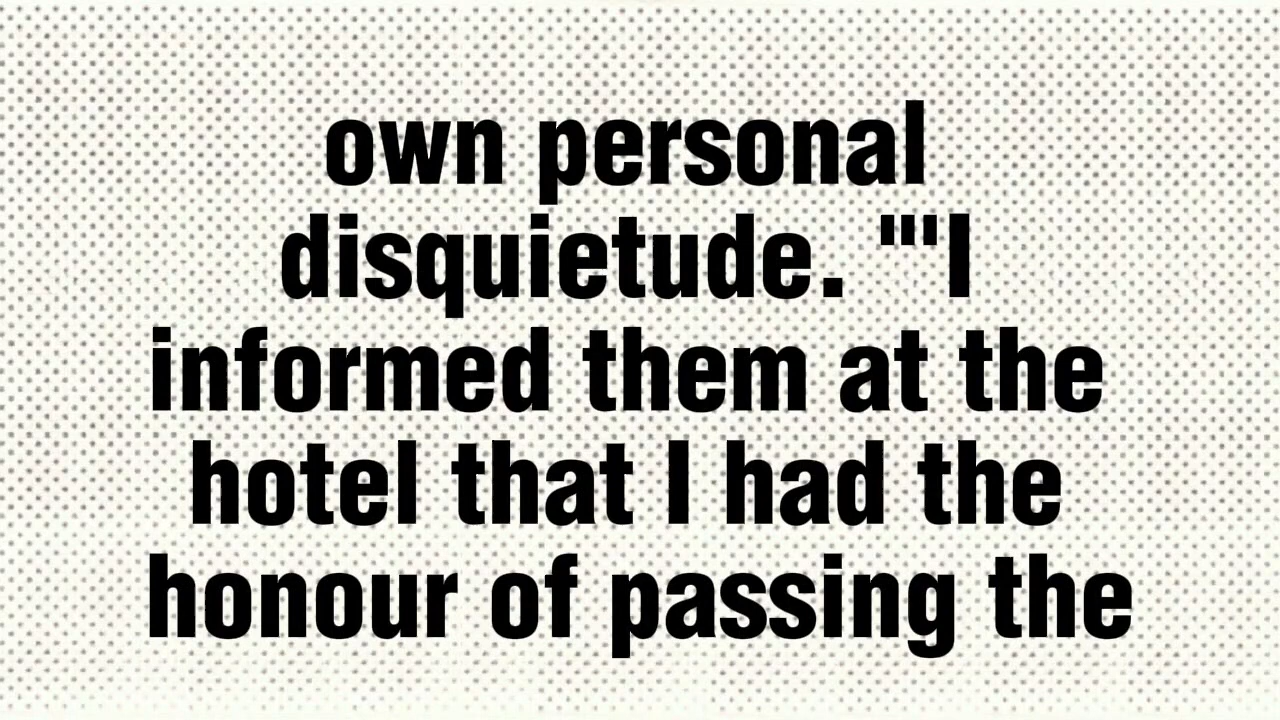 own personal
disquietude. "'I
informed them at the
hotel that I had the
honour of passing the